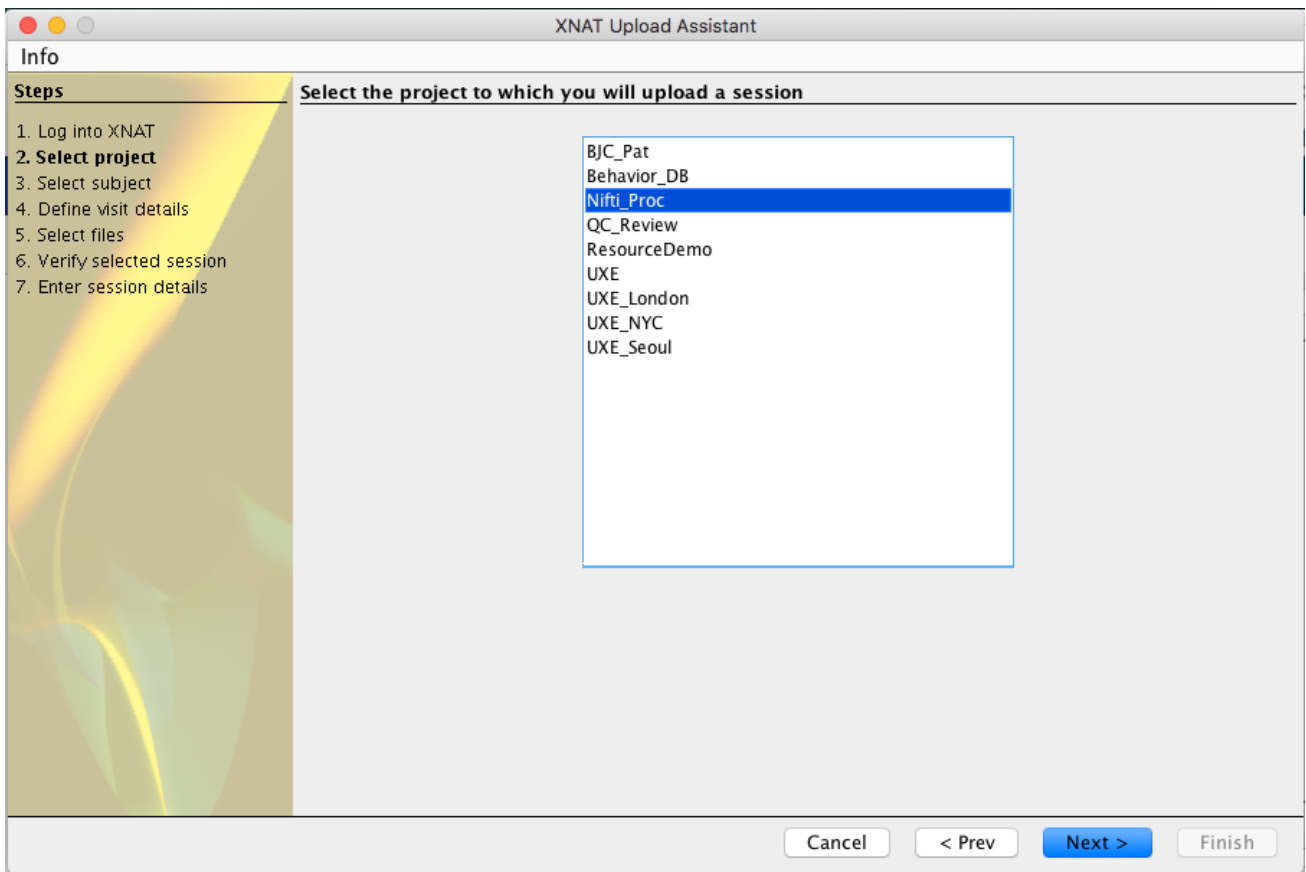 XNAT Upload Assistant
Info
Steps
1. Log into XNAT
2. Select project
3. Select subject
4. Define visit details
5. Select files
6. Verify selected session
7. Enter session details
Select the project to which you will upload a session
BJC_Pat
Behavior_DB
Nifti_Proc
QC_Review
ResourceDemo
UXE
UXE_London
UXE_NYC
UXE_Seoul
Cancel
< Prev
Next >
Finish